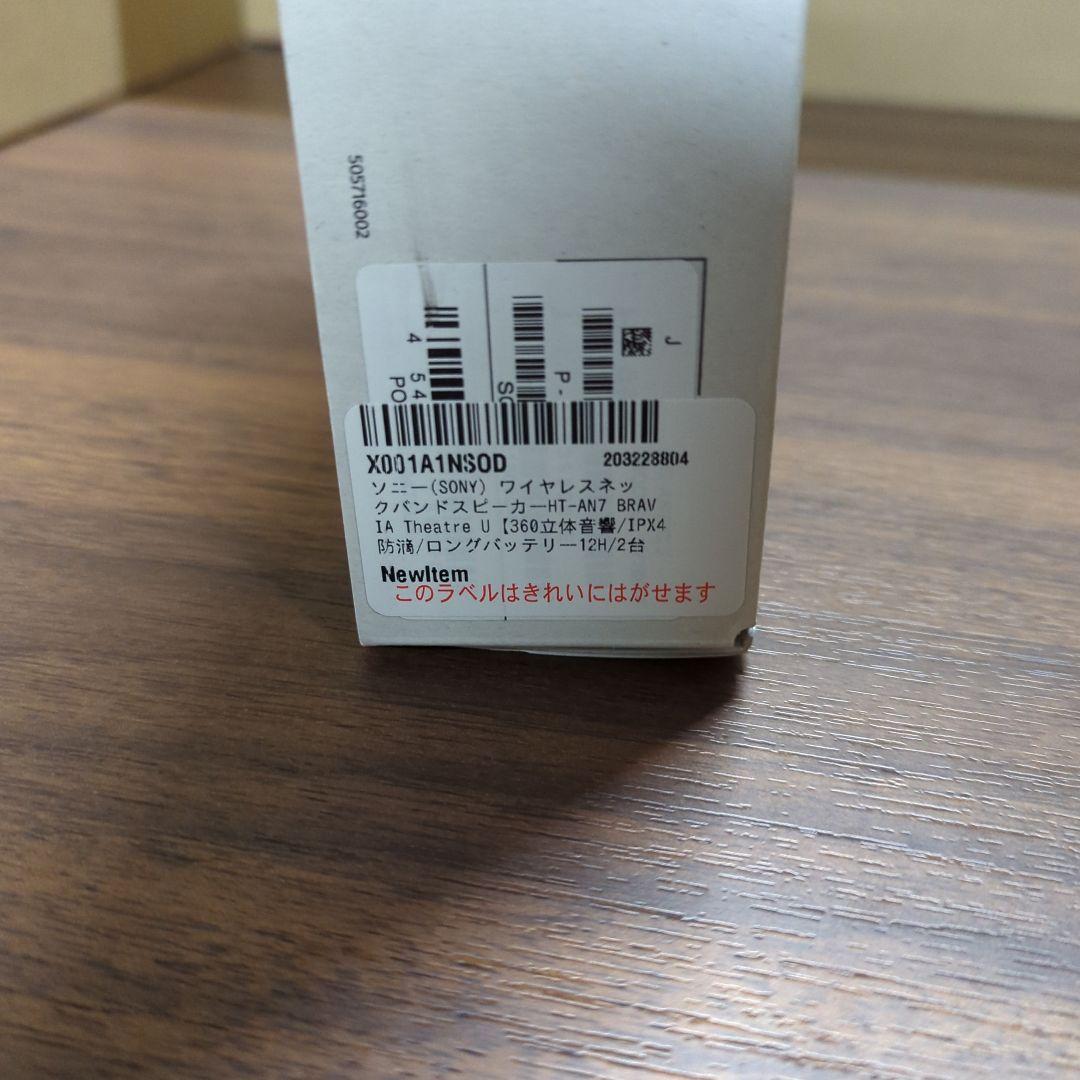 505716002
4 54
PO
SO
P-
J
X001A1NSOD 203228804
ソニー(SONY) ワイヤレスネッ
クバンドスピーカーHT-AN7 BRAV
IA Theatre U【360立体音響/IPX4
防滴/ロングバッテリー12H/2台
NewItem
このラベルはきれいにはがせます